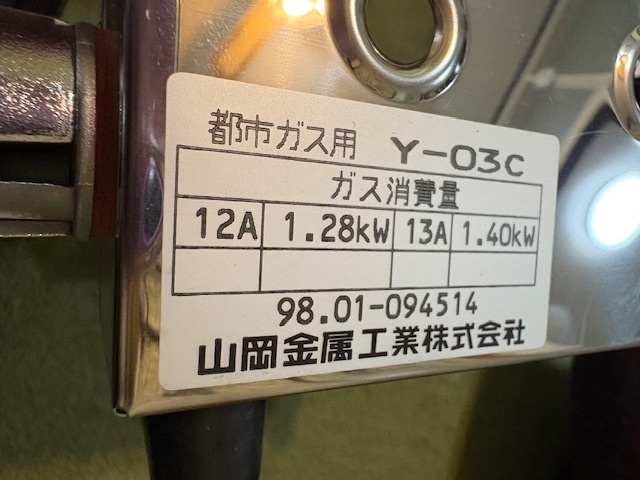 都市ガス用 Y-03C
ガス消費量
12A 1.28kW 13A 1.40kW
98.01-094514
山岡金属工業株式会社